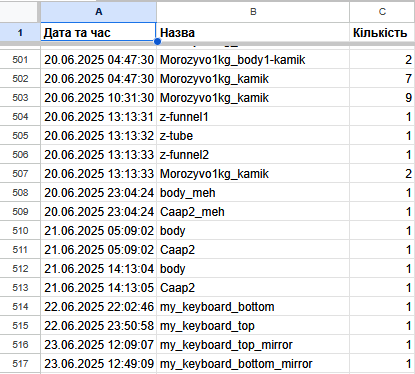 A B C
1 Дата та час Назва Кількість
501 20.06.2025 04:47:30 Morozyvo1kg_body1-kamik 2
502 20.06.2025 04:47:30 Morozyvo1kg_kamik 7
503 20.06.2025 10:31:30 Morozyvo1kg_kamik 9
504 20.06.2025 13:13:31 z-funnel1 1
505 20.06.2025 13:13:32 z-tube 1
506 20.06.2025 13:13:33 z-funnel2 1
507 20.06.2025 13:13:33 Morozyvo1kg_kamik 2
508 20.06.2025 23:04:24 body_meh 1
509 20.06.2025 23:04:24 Caap2_meh 1
510 21.06.2025 05:09:02 body 1
511 21.06.2025 05:09:02 Caap2 1
512 21.06.2025 14:13:04 body 1
513 21.06.2025 14:13:05 Caap2 1
514 22.06.2025 22:02:46 my_keyboard_bottom 1
515 22.06.2025 23:50:58 my_keyboard_top 1
516 23.06.2025 12:09:07 my_keyboard_top_mirror 1
517 23.06.2025 12:49:09 my_keyboard_bottom_mirror 1